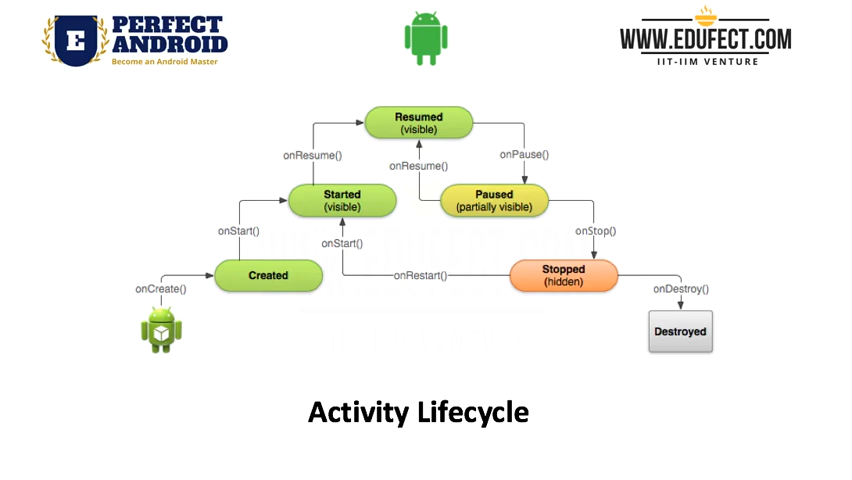 E
PERFECT
ANDROID
Become an Android Master
WWW.EDUFECT.COM
IIT-IIM VENTURE
Resumed
(visible)
onResume()
onResume()
onPause()
Started
(visible)
Paused
(partially visible)
onStart()
onStart()
onStop()
Created
onRestart()
Stopped
(hidden)
onCreate()
onDestroy()
Destroyed
Activity Lifecycle